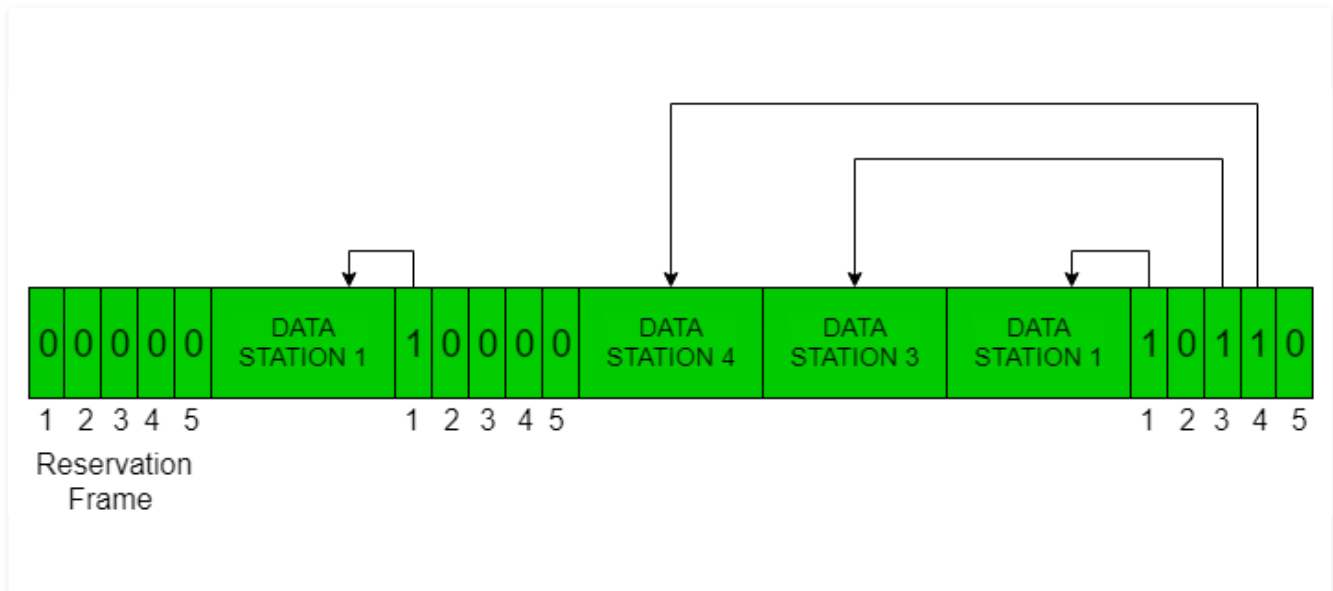 0 0 0 0 0 DATA STATION 1 1 0 0 0 0 DATA STATION 4 DATA STATION 3 DATA STATION 1 1 0 1 1 0
1 2 3 4 5 1 2 3 4 5 1 2 3 4 5
Reservation
Frame